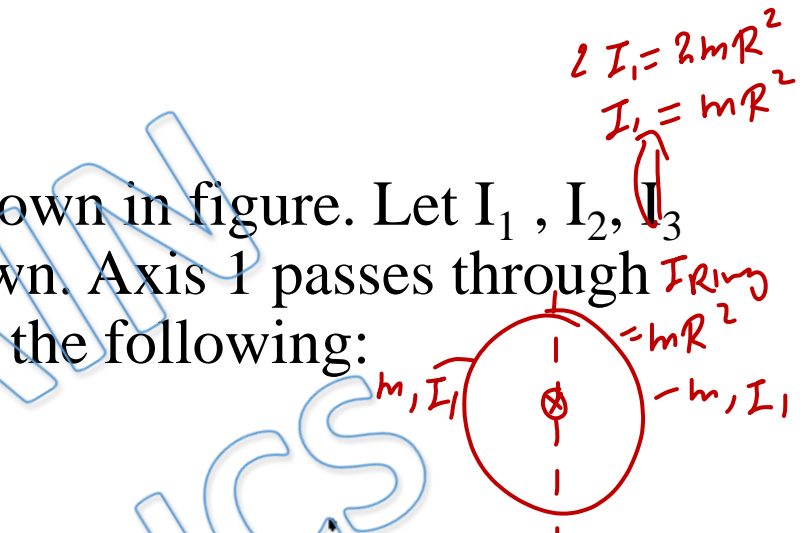 2 I₁ = 2mR²
I₁ = mR²
own in figure. Let I₁ , I₂, I₃
wn. Axis 1 passes through
I Ring
= mR²
the following:
m, I₁
m, I₁